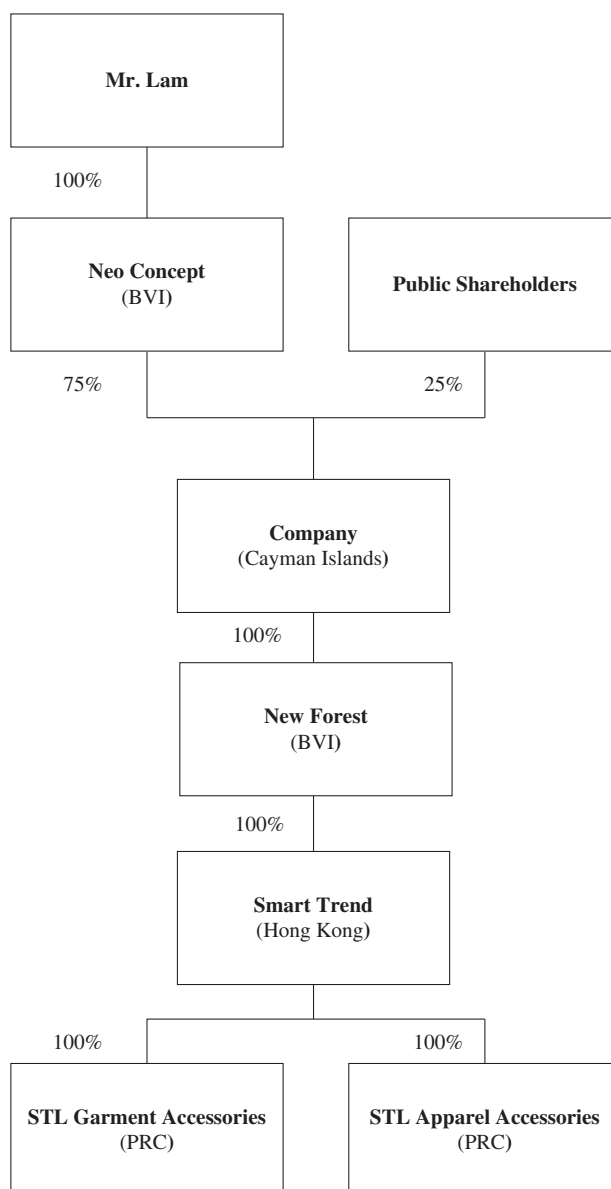 Mr. Lam
100%
Neo Concept
(BVI)
Public Shareholders
75%
25%
Company
(Cayman Islands)
100%
New Forest
(BVI)
100%
Smart Trend
(Hong Kong)
100%
100%
STL Garment Accessories
(PRC)
STL Apparel Accessories
(PRC)